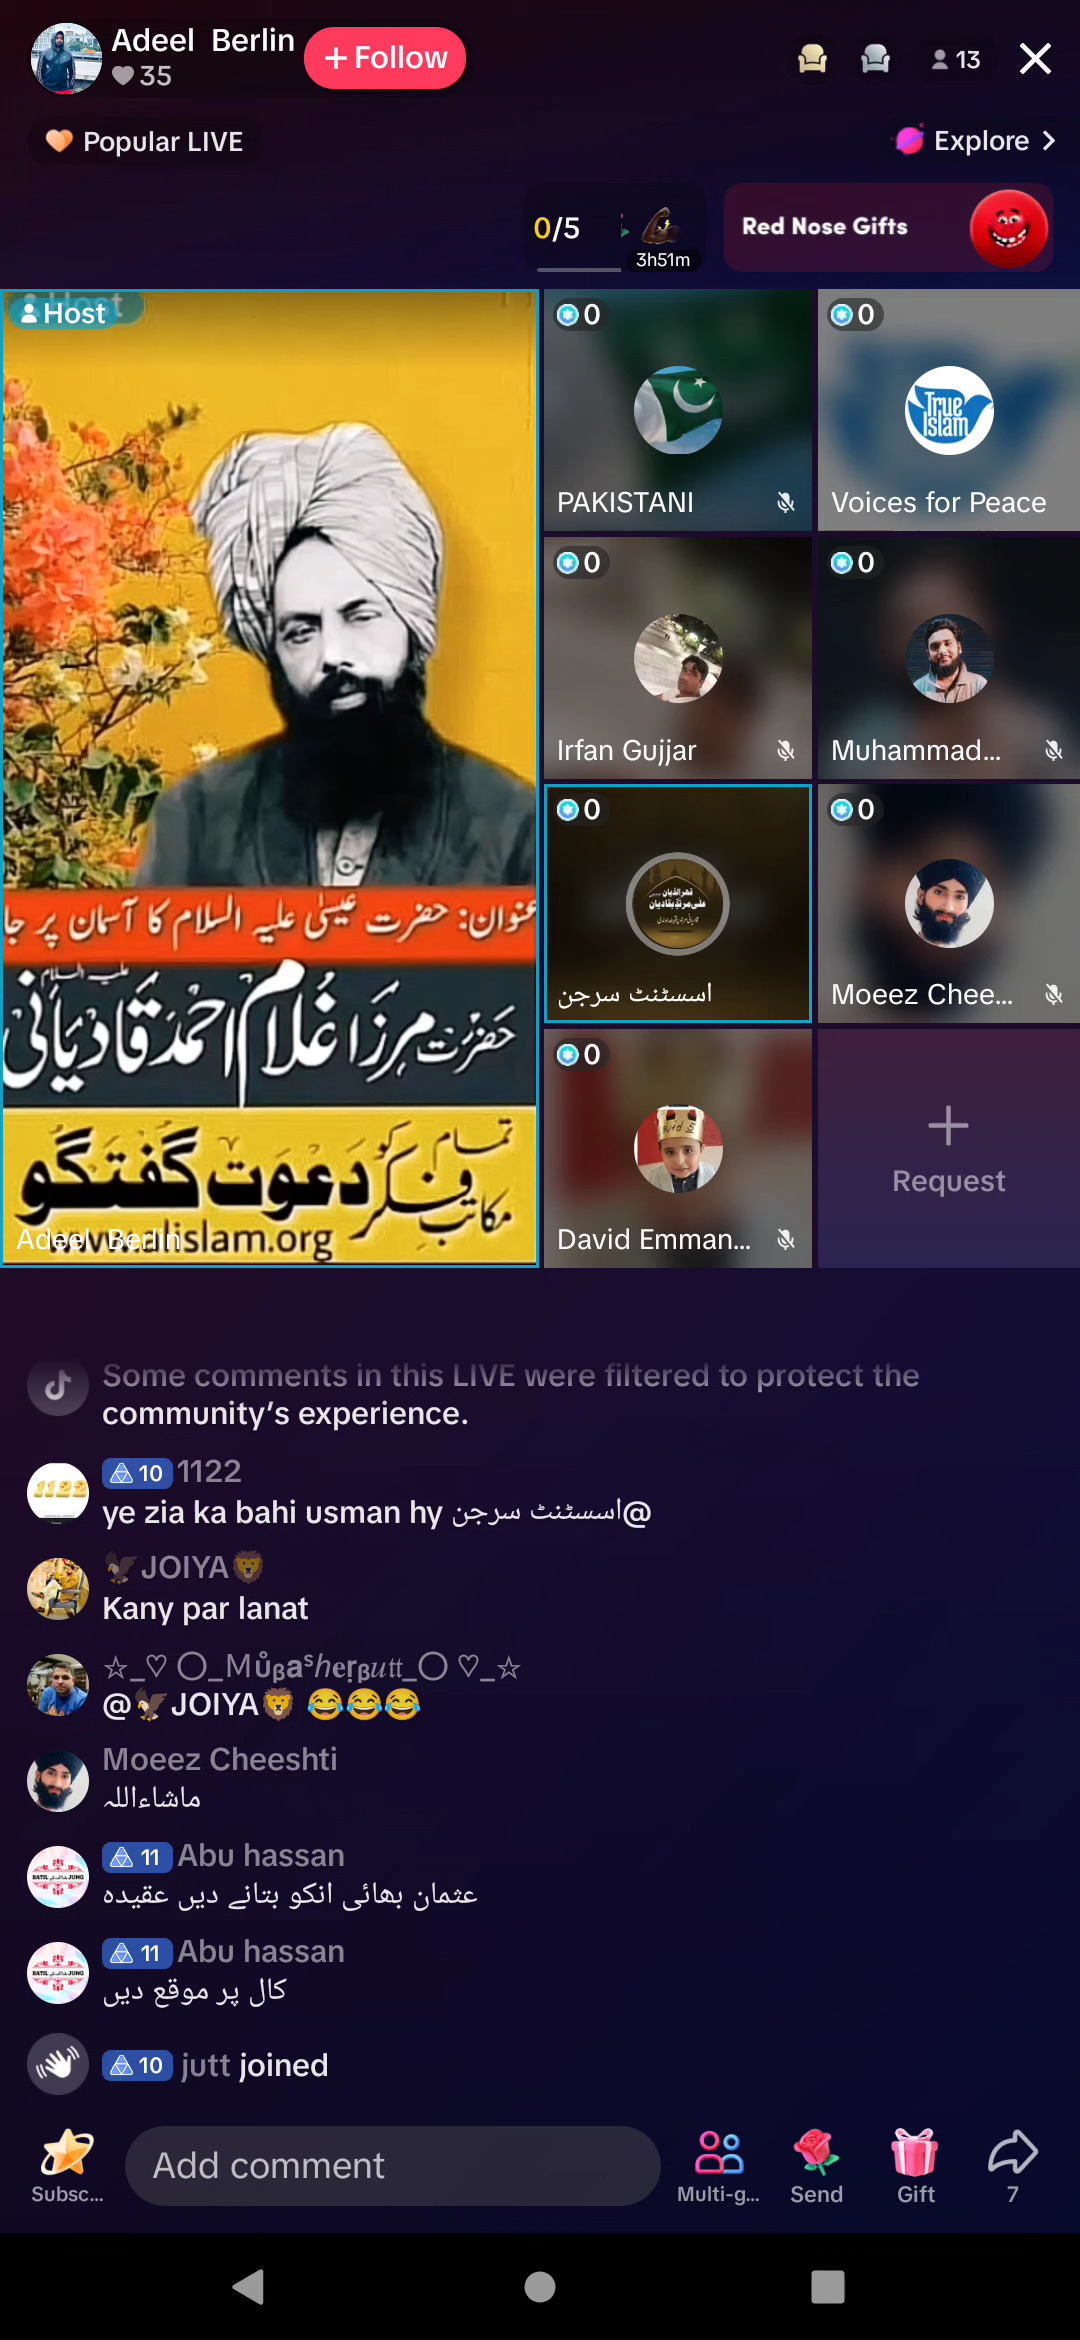 Adeel Berlin
35
+ Follow
13
Popular LIVE
Explore
0/5
3h51m
Red Nose Gifts
Host
عنوان: حضرت عیسیٰ علیہ السلام کا آسمان پر جا
حضرت مرزا غلام احمد قادیانی
علیہ السلام
تمام مکاتب فکر کو دعوت گفتگو
islam.org
Adeel Berlin
0
PAKISTANI
0
True Islam
Voices for Peace
0
Irfan Gujjar
0
Muhammad...
0
اسسٹنٹ سرجن
0
Moeez Chee...
0
David Emman...
Request
Some comments in this LIVE were filtered to protect the
community's experience.
10 1122
ye zia ka bahi usman hy اسسٹنٹ سرجن@
🦅JOIYA🦁
Kany par lanat
☆_♡ ◯_Můᵦaˢℎeṛᵦ𝑢𝔱𝔱_◯ ♡_☆
@🦅JOIYA🦁 😂😂😂
Moeez Cheeshti
ماشاءاللہ
11 Abu hassan
عثمان بھائی انکو بتانے دیں عقیدہ
11 Abu hassan
کال پر موقع دیں
10 jutt joined
Add comment
Subsc...
Multi-g...
Send
Gift
7